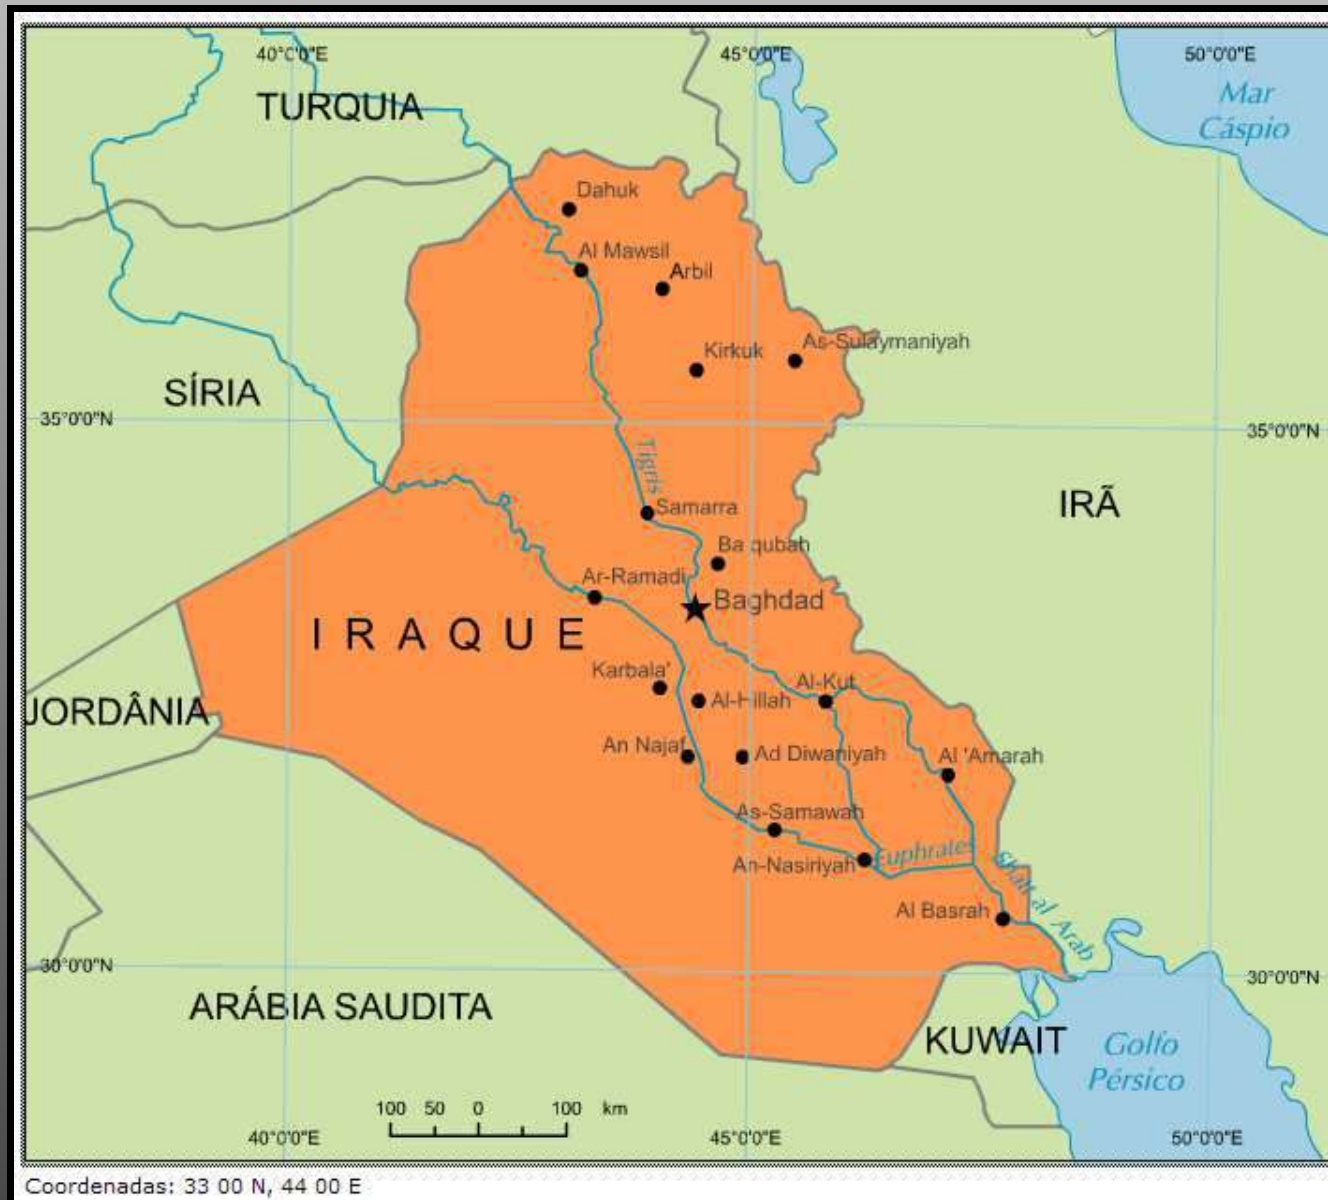 40°0'0"E
45°0'0"E
50°0'0"E
Mar
Cáspio
TURQUIA
Dahuk
Al Mawsil
Arbil
Kirkuk
As-Sulaymaniyah
SÍRIA
35°0'0"N
35°0'0"N
Tigris
IRÃ
Samarra
Ba qubah
Ar-Ramadi
Baghdad
IRAQUE
Karbala'
Al-Kut
Al-Hillah
JORDÂNIA
An Najaf
Ad Diwaniyah
Al 'Amarah
As-Samawah
Euphrates
Shatt al Arab
An-Nasiriyah
Al Basrah
30°0'0"N
30°0'0"N
ARÁBIA SAUDITA
KUWAIT
Golfo
Pérsico
100 50 0 100 km
40°0'0"E
45°0'0"E
50°0'0"E
Coordenadas: 33 00 N, 44 00 E